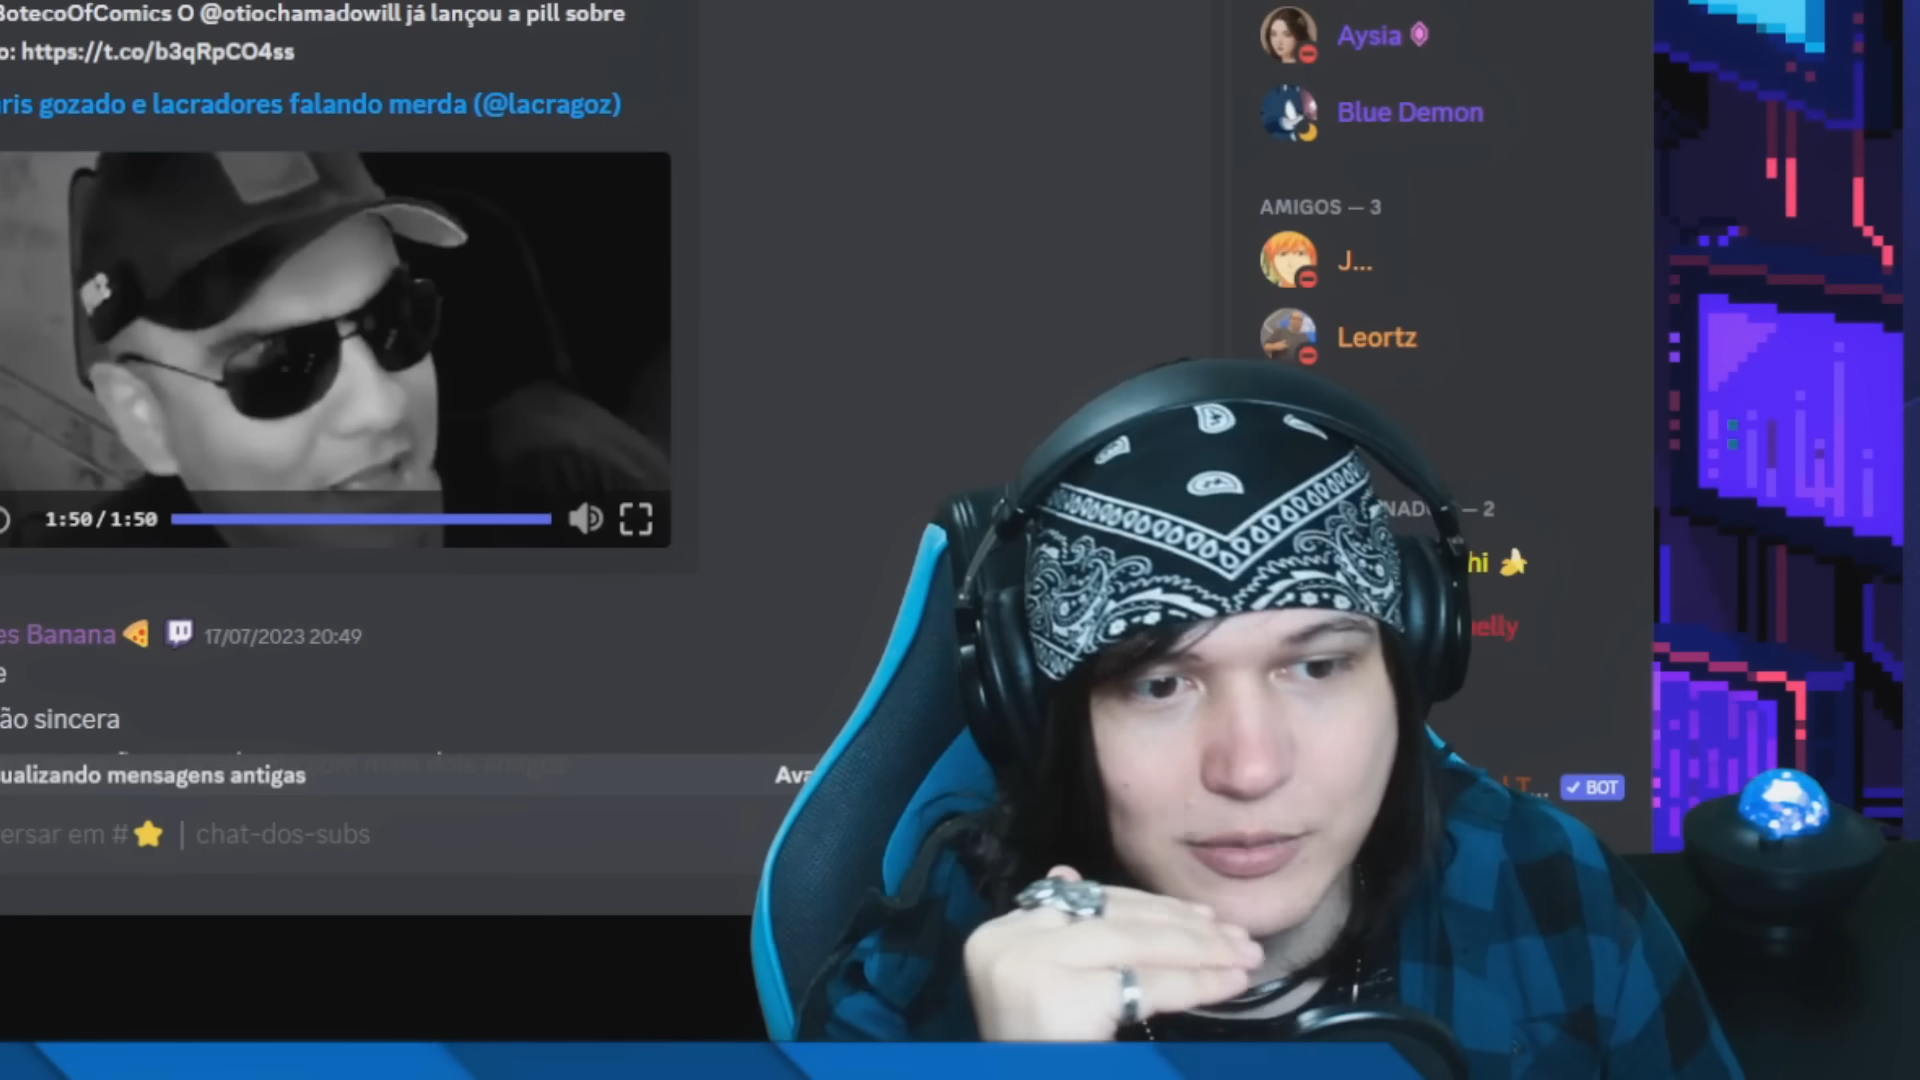 BotecoOfComics O @otiochamadowill já lançou a pill sobre
o: https://t.co/b3qRpCO4ss
ris gozado e lacradores falando merda (@lacragoz)
1:50/1:50
es Banana 17/07/2023 20:49
e
ão sincera
ualizando mensagens antigas
Ava
ersar em # | chat-dos-subs
Aysia
Blue Demon
AMIGOS — 3
J...
Leortz
NAD — 2
hi
elly
BOT